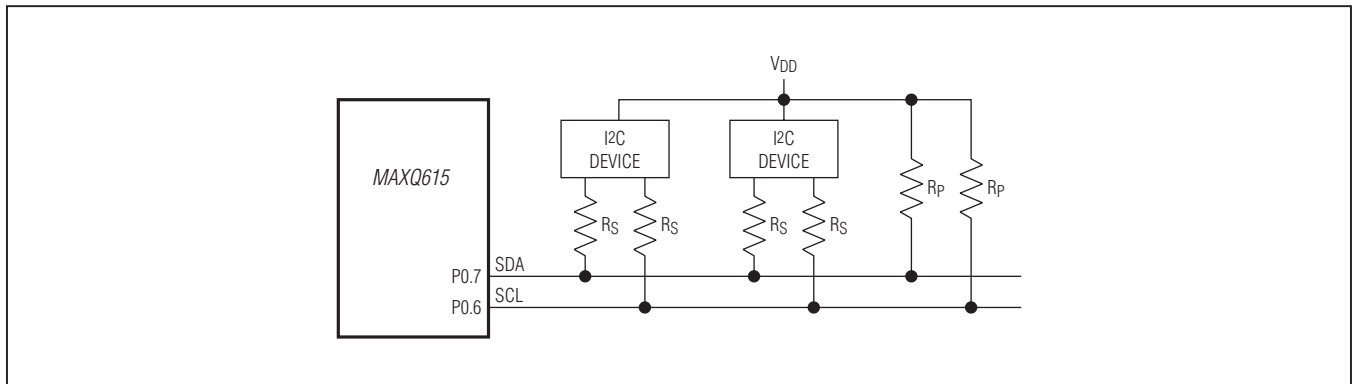 VDD
I2C
DEVICE
I2C
DEVICE
MAXQ615
RS
RS
RS
RS
RP
RP
P0.7
SDA
P0.6
SCL